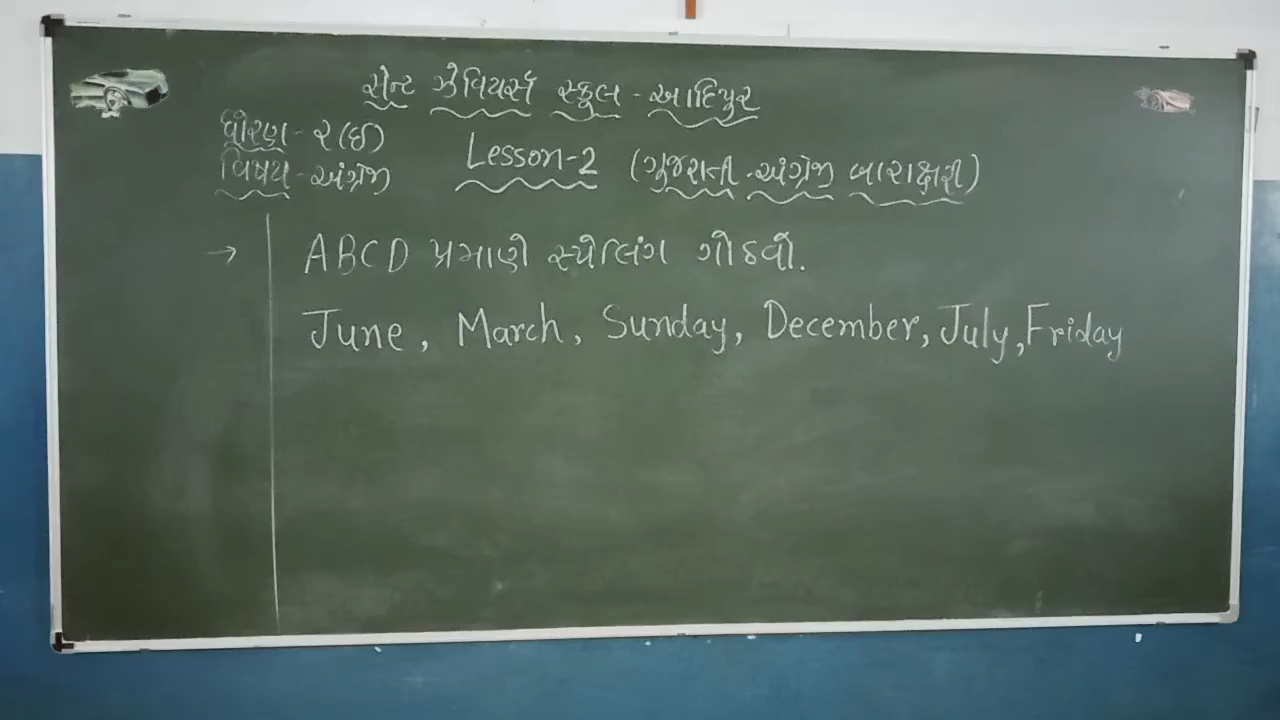 સેન્ટ ઝેવિયર્સ સ્કુલ - આદિપુર
ધોરણ - ૨(ઈ)
વિષય - અંગ્રેજી
Lesson-2 (ગુજરાતી - અંગ્રેજી બારાક્ષરી)
→ ABCD પ્રમાણે સ્પેલિંગ ગોઠવો.
June, March, Sunday, December, July, Friday